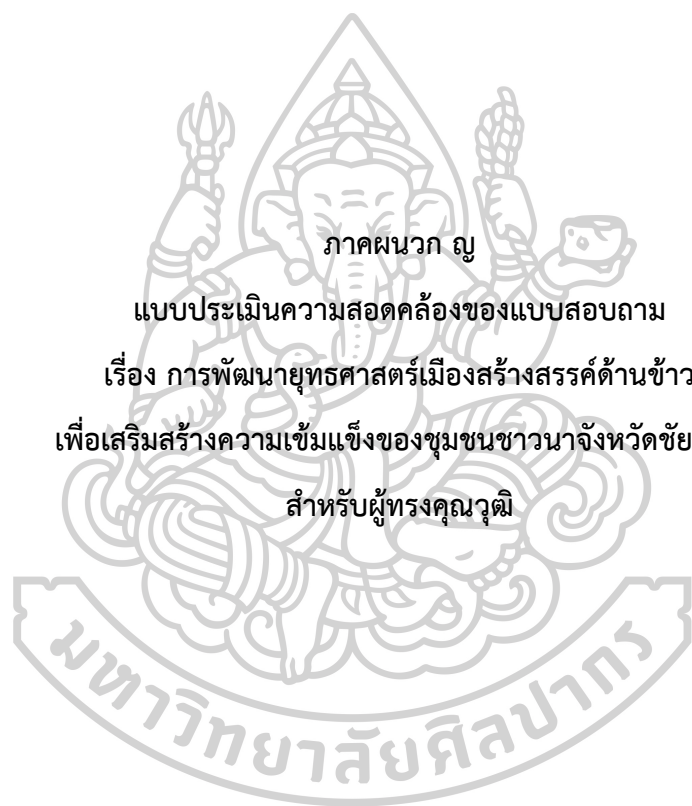 ภาคผนวก ญ
แบบประเมินความสอดคล้องของแบบสอบถาม
เรื่อง การพัฒนายุทธศาสตร์เมืองสร้างสรรค์ด้านข้าว
เพื่อเสริมสร้างความเข้มแข็งของชุมชนชาวนาจังหวัดชัย
สำหรับผู้ทรงคุณวุฒิ
มหาวิทยาลัยศิลปากร